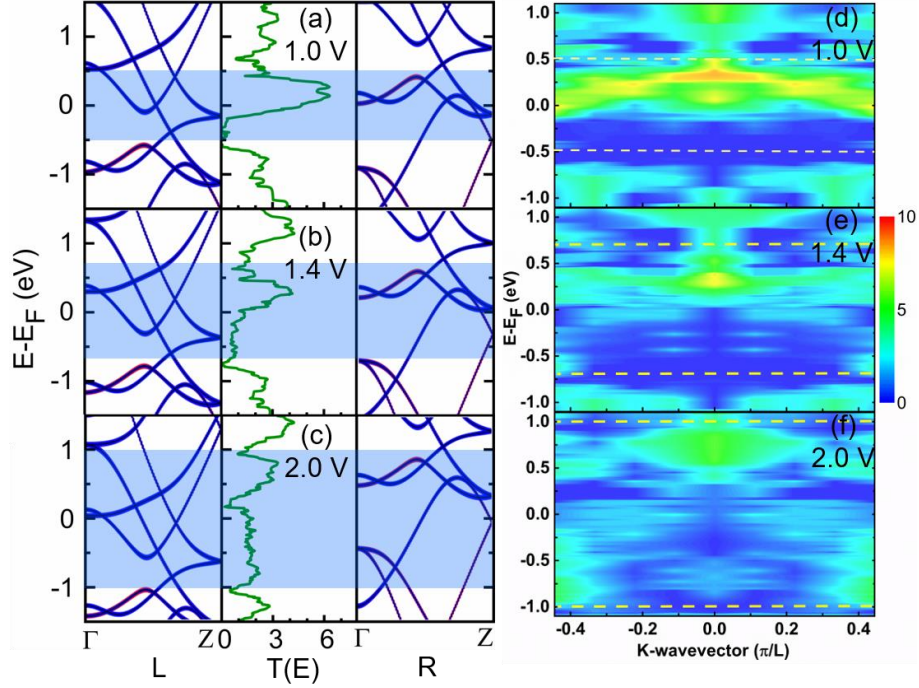 (a)
1.0 V
1
0
-1
(b)
1.4 V
1
0
-1
(c)
2.0 V
1
0
-1
E-E_F (eV)
Γ Z 0 3 6 Γ Z
L T(E) R
(d)
1.0 V
1.0
0.5
0.0
-0.5
-1.0
(e)
1.4 V
1.0
0.5
0.0
-0.5
-1.0
(f)
2.0 V
1.0
0.5
0.0
-0.5
-1.0
E-E_F (eV)
-0.4 -0.2 0.0 0.2 0.4
K-wavevector (π/L)
10
5
0